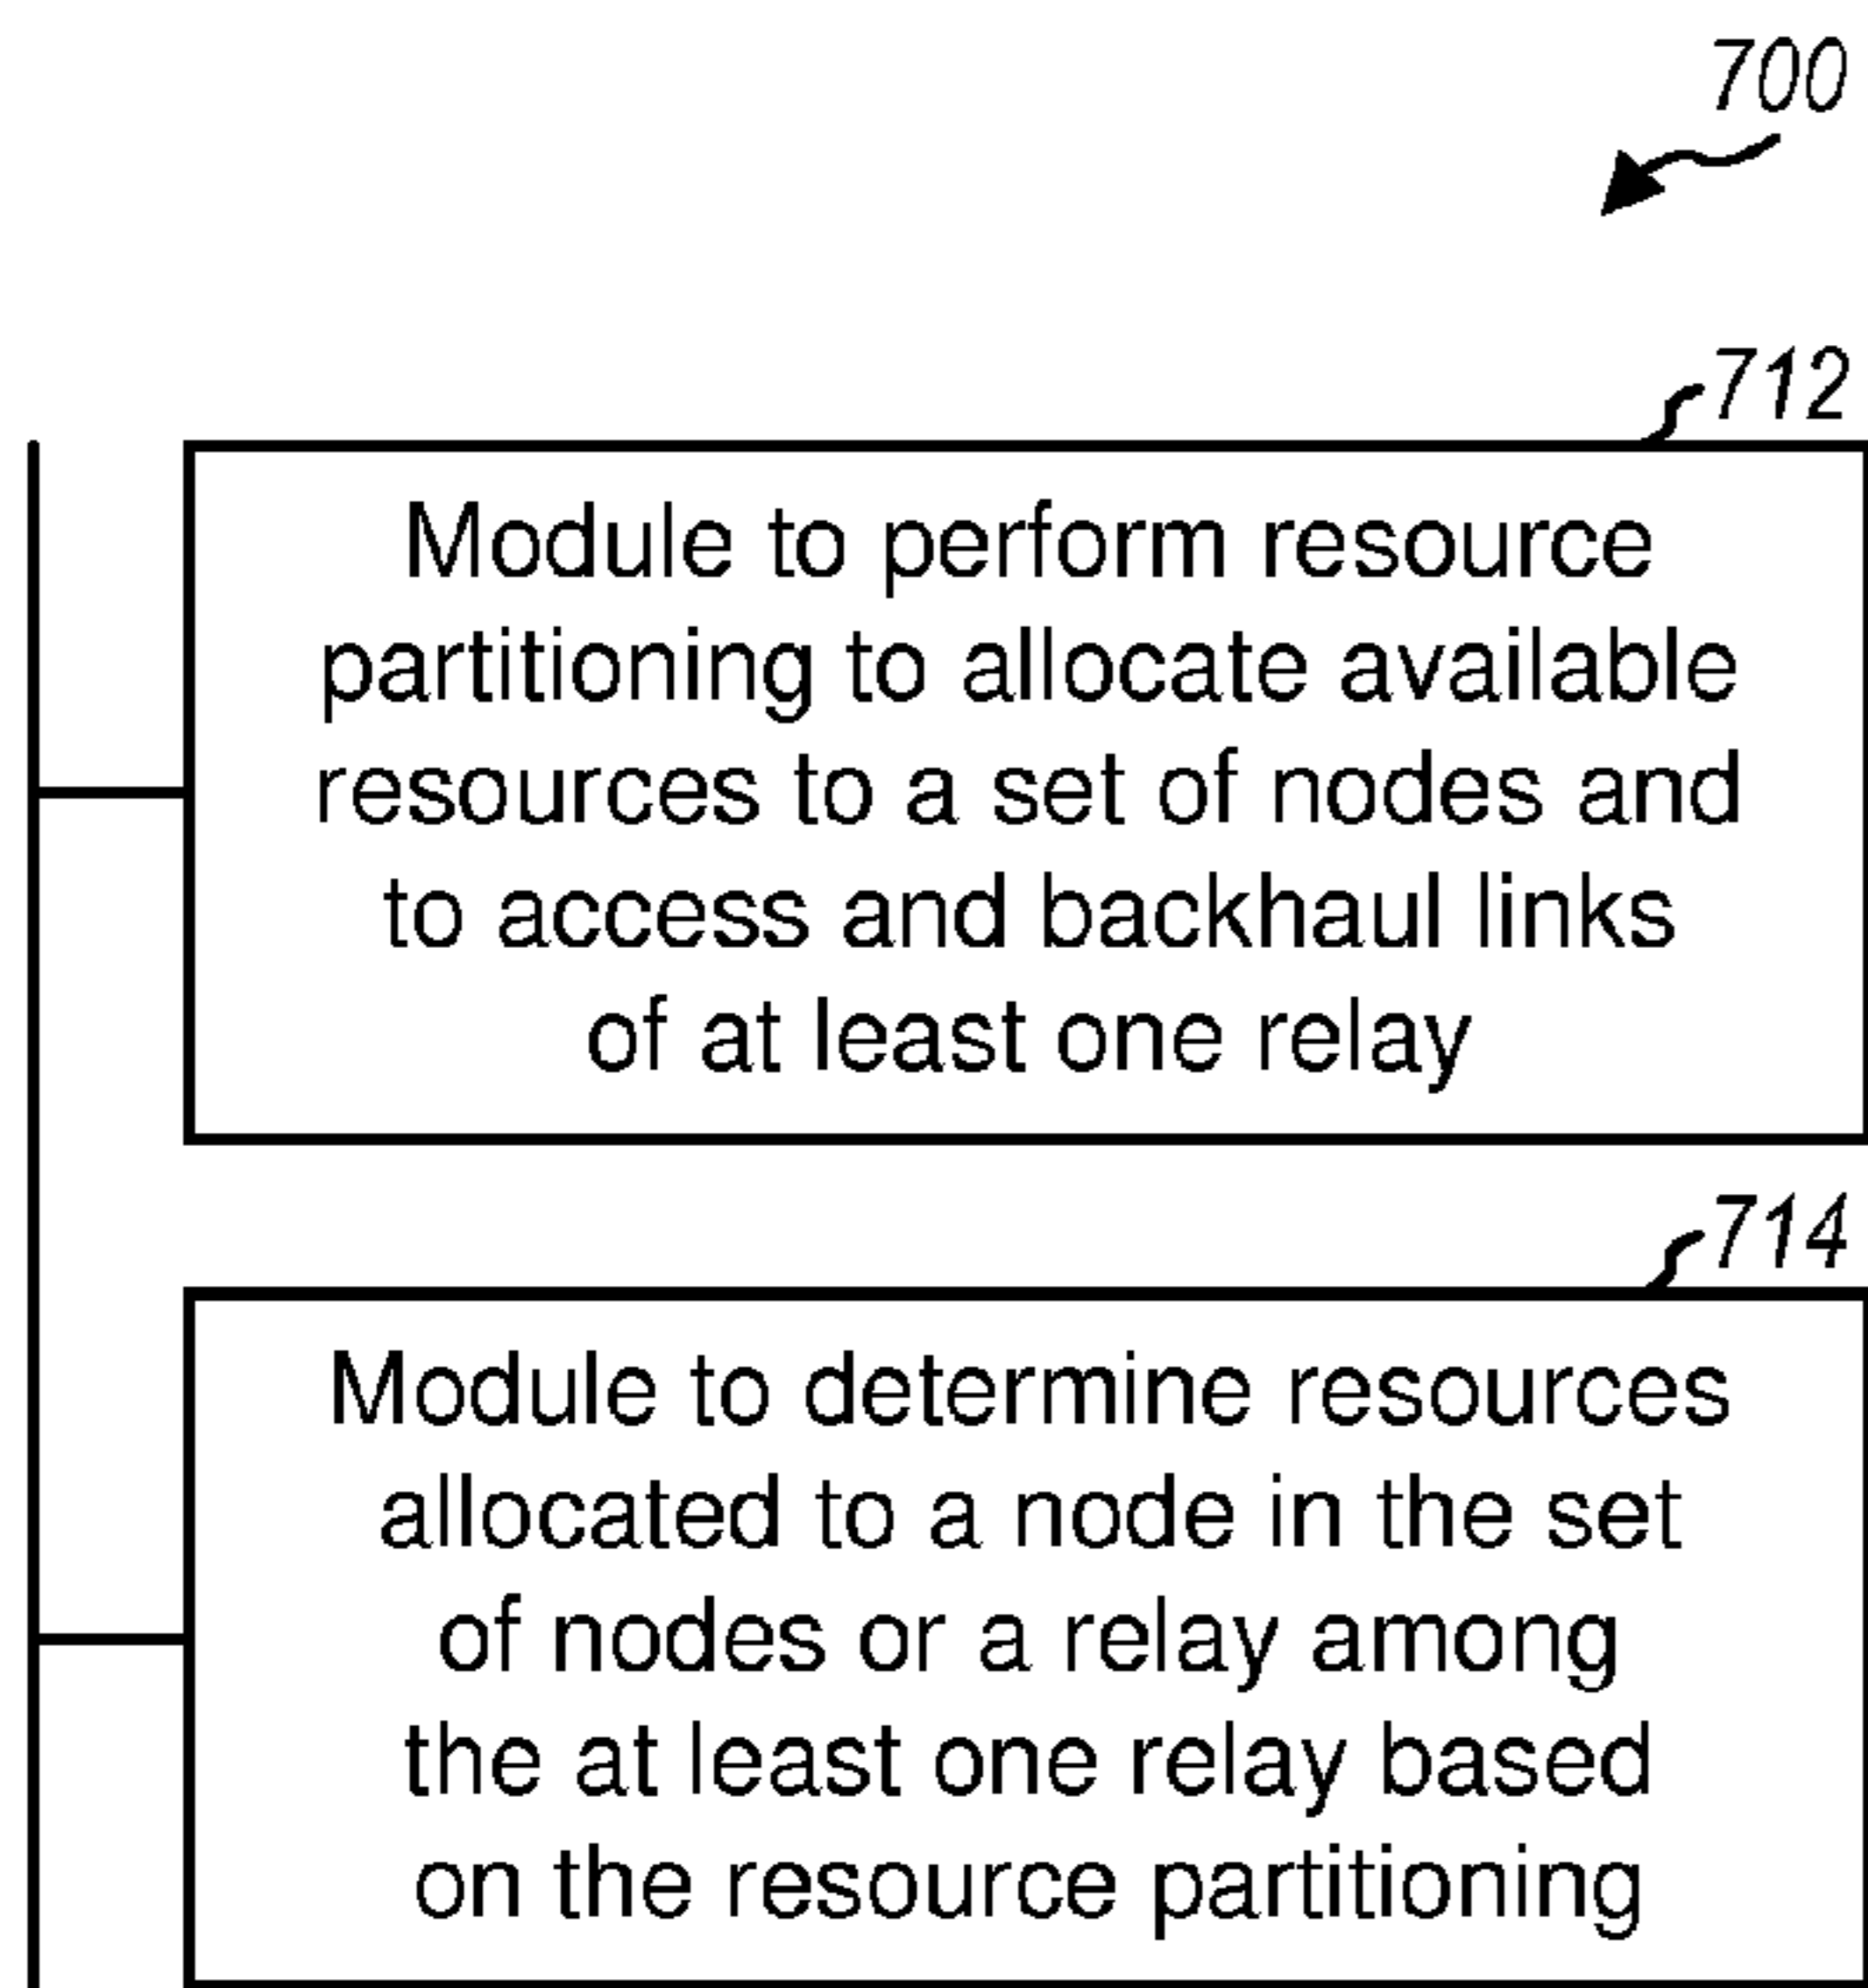 700
712
Module to perform resource
partitioning to allocate available
resources to a set of nodes and
to access and backhaul links
of at least one relay
714
Module to determine resources
allocated to a node in the set
of nodes or a relay among
the at least one relay based
on the resource partitioning